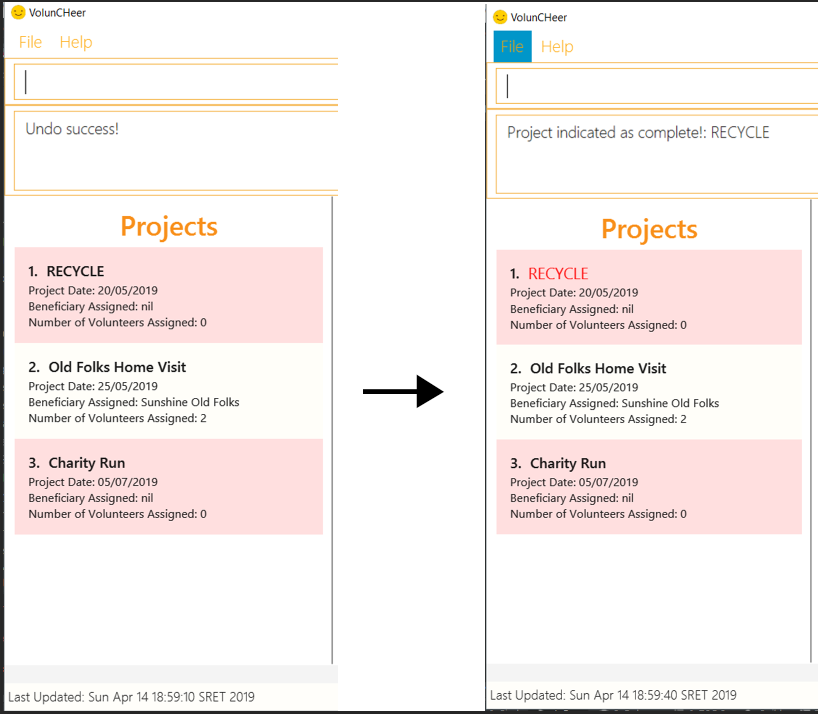 VolunCHeer
File Help
Undo success!
Projects
1. RECYCLE
Project Date: 20/05/2019
Beneficiary Assigned: nil
Number of Volunteers Assigned: 0
2. Old Folks Home Visit
Project Date: 25/05/2019
Beneficiary Assigned: Sunshine Old Folks
Number of Volunteers Assigned: 2
3. Charity Run
Project Date: 05/07/2019
Beneficiary Assigned: nil
Number of Volunteers Assigned: 0
Last Updated: Sun Apr 14 18:59:10 SRET 2019
VolunCHeer
File Help
Project indicated as complete!: RECYCLE
Projects
1. RECYCLE
Project Date: 20/05/2019
Beneficiary Assigned: nil
Number of Volunteers Assigned: 0
2. Old Folks Home Visit
Project Date: 25/05/2019
Beneficiary Assigned: Sunshine Old Folks
Number of Volunteers Assigned: 2
3. Charity Run
Project Date: 05/07/2019
Beneficiary Assigned: nil
Number of Volunteers Assigned: 0
Last Updated: Sun Apr 14 18:59:40 SRET 2019